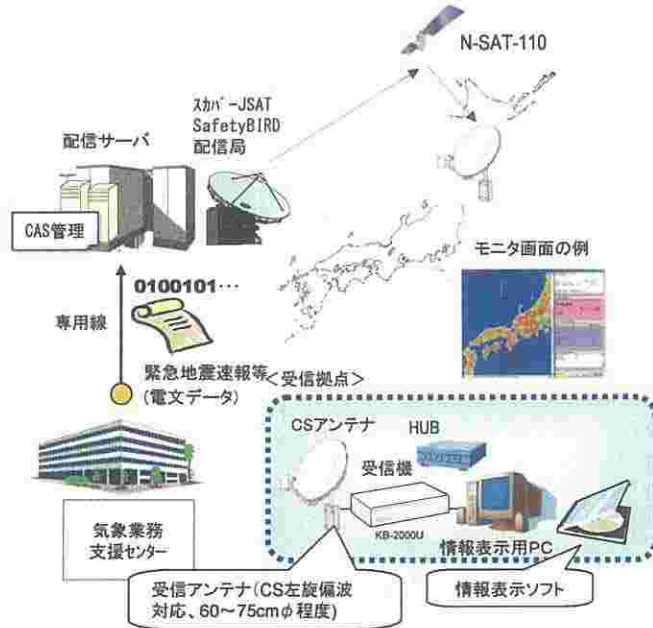 N-SAT-110
スカパーJSAT
SafetyBIRD
配信局
配信サーバ
CAS管理
モニタ画面の例
0100101…
専用線
緊急地震速報等
(電文データ)
<受信拠点>
CSアンテナ
HUB
受信機
KB-2000U
情報表示用PC
気象業務
支援センター
受信アンテナ(CS左旋偏波
対応、60～75cmφ程度)
情報表示ソフト